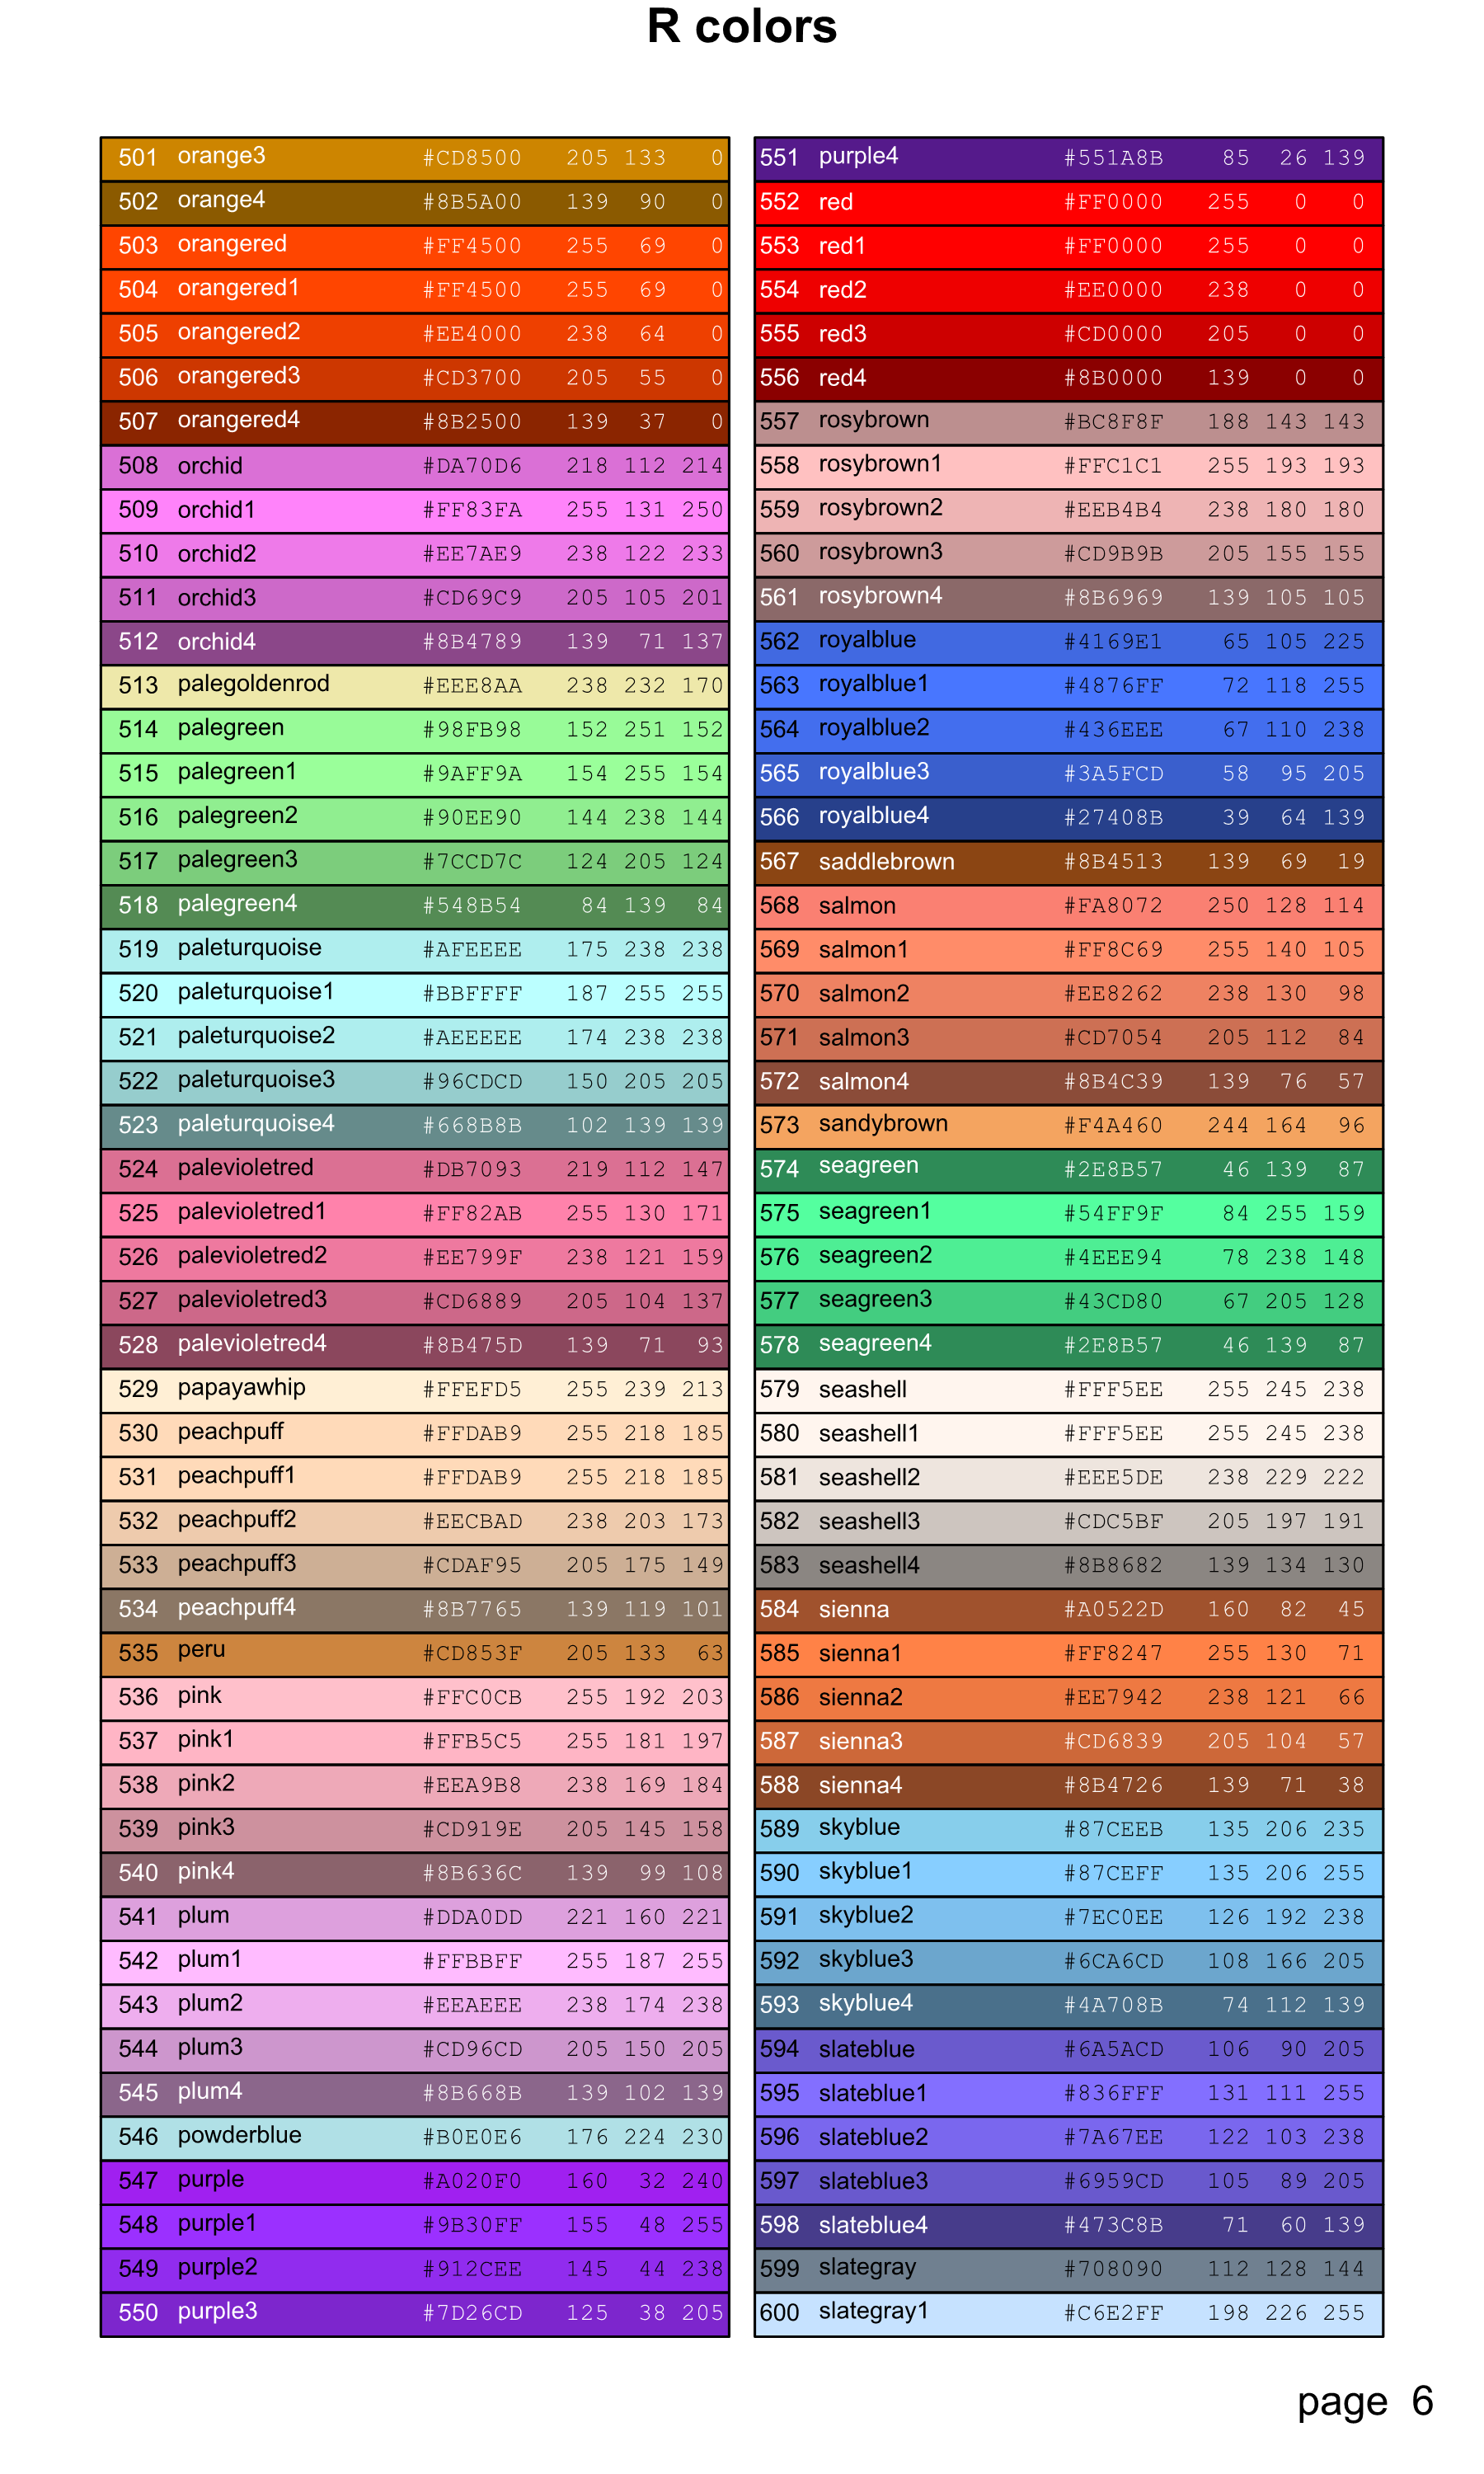 R colors
501 orange3 #CD8500 205 133 0
502 orange4 #8B5A00 139 90 0
503 orangered #FF4500 255 69 0
504 orangered1 #FF4500 255 69 0
505 orangered2 #EE4000 238 64 0
506 orangered3 #CD3700 205 55 0
507 orangered4 #8B2500 139 37 0
508 orchid #DA70D6 218 112 214
509 orchid1 #FF83FA 255 131 250
510 orchid2 #EE7AE9 238 122 233
511 orchid3 #CD69C9 205 105 201
512 orchid4 #8B4789 139 71 137
513 palegoldenrod #EEE8AA 238 232 170
514 palegreen #98FB98 152 251 152
515 palegreen1 #9AFF9A 154 255 154
516 palegreen2 #90EE90 144 238 144
517 palegreen3 #7CCD7C 124 205 124
518 palegreen4 #548B54 84 139 84
519 paleturquoise #AFEEEE 175 238 238
520 paleturquoise1 #BBFFFF 187 255 255
521 paleturquoise2 #AEEEEE 174 238 238
522 paleturquoise3 #96CDCD 150 205 205
523 paleturquoise4 #668B8B 102 139 139
524 palevioletred #DB7093 219 112 147
525 palevioletred1 #FF82AB 255 130 171
526 palevioletred2 #EE799F 238 121 159
527 palevioletred3 #CD6889 205 104 137
528 palevioletred4 #8B475D 139 71 93
529 papayawhip #FFEFD5 255 239 213
530 peachpuff #FFDAB9 255 218 185
531 peachpuff1 #FFDAB9 255 218 185
532 peachpuff2 #EECBAD 238 203 173
533 peachpuff3 #CDAF95 205 175 149
534 peachpuff4 #8B7765 139 119 101
535 peru #CD853F 205 133 63
536 pink #FFC0CB 255 192 203
537 pink1 #FFB5C5 255 181 197
538 pink2 #EEA9B8 238 169 184
539 pink3 #CD919E 205 145 158
540 pink4 #8B636C 139 99 108
541 plum #DDA0DD 221 160 221
542 plum1 #FFBBFF 255 187 255
543 plum2 #EEAEEE 238 174 238
544 plum3 #CD96CD 205 150 205
545 plum4 #8B668B 139 102 139
546 powderblue #B0E0E6 176 224 230
547 purple #A020F0 160 32 240
548 purple1 #9B30FF 155 48 255
549 purple2 #912CEE 145 44 238
550 purple3 #7D26CD 125 38 205
551 purple4 #551A8B 85 26 139
552 red #FF0000 255 0 0
553 red1 #FF0000 255 0 0
554 red2 #EE0000 238 0 0
555 red3 #CD0000 205 0 0
556 red4 #8B0000 139 0 0
557 rosybrown #BC8F8F 188 143 143
558 rosybrown1 #FFC1C1 255 193 193
559 rosybrown2 #EEB4B4 238 180 180
560 rosybrown3 #CD9B9B 205 155 155
561 rosybrown4 #8B6969 139 105 105
562 royalblue #4169E1 65 105 225
563 royalblue1 #4876FF 72 118 255
564 royalblue2 #436EEE 67 110 238
565 royalblue3 #3A5FCD 58 95 205
566 royalblue4 #27408B 39 64 139
567 saddlebrown #8B4513 139 69 19
568 salmon #FA8072 250 128 114
569 salmon1 #FF8C69 255 140 105
570 salmon2 #EE8262 238 130 98
571 salmon3 #CD7054 205 112 84
572 salmon4 #8B4C39 139 76 57
573 sandybrown #F4A460 244 164 96
574 seagreen #2E8B57 46 139 87
575 seagreen1 #54FF9F 84 255 159
576 seagreen2 #4EEE94 78 238 148
577 seagreen3 #43CD80 67 205 128
578 seagreen4 #2E8B57 46 139 87
579 seashell #FFF5EE 255 245 238
580 seashell1 #FFF5EE 255 245 238
581 seashell2 #EEE5DE 238 229 222
582 seashell3 #CDC5BF 205 197 191
583 seashell4 #8B8682 139 134 130
584 sienna #A0522D 160 82 45
585 sienna1 #FF8247 255 130 71
586 sienna2 #EE7942 238 121 66
587 sienna3 #CD6839 205 104 57
588 sienna4 #8B4726 139 71 38
589 skyblue #87CEEB 135 206 235
590 skyblue1 #87CEFF 135 206 255
591 skyblue2 #7EC0EE 126 192 238
592 skyblue3 #6CA6CD 108 166 205
593 skyblue4 #4A708B 74 112 139
594 slateblue #6A5ACD 106 90 205
595 slateblue1 #836FFF 131 111 255
596 slateblue2 #7A67EE 122 103 238
597 slateblue3 #6959CD 105 89 205
598 slateblue4 #473C8B 71 60 139
599 slategray #708090 112 128 144
600 slategray1 #C6E2FF 198 226 255
page 6